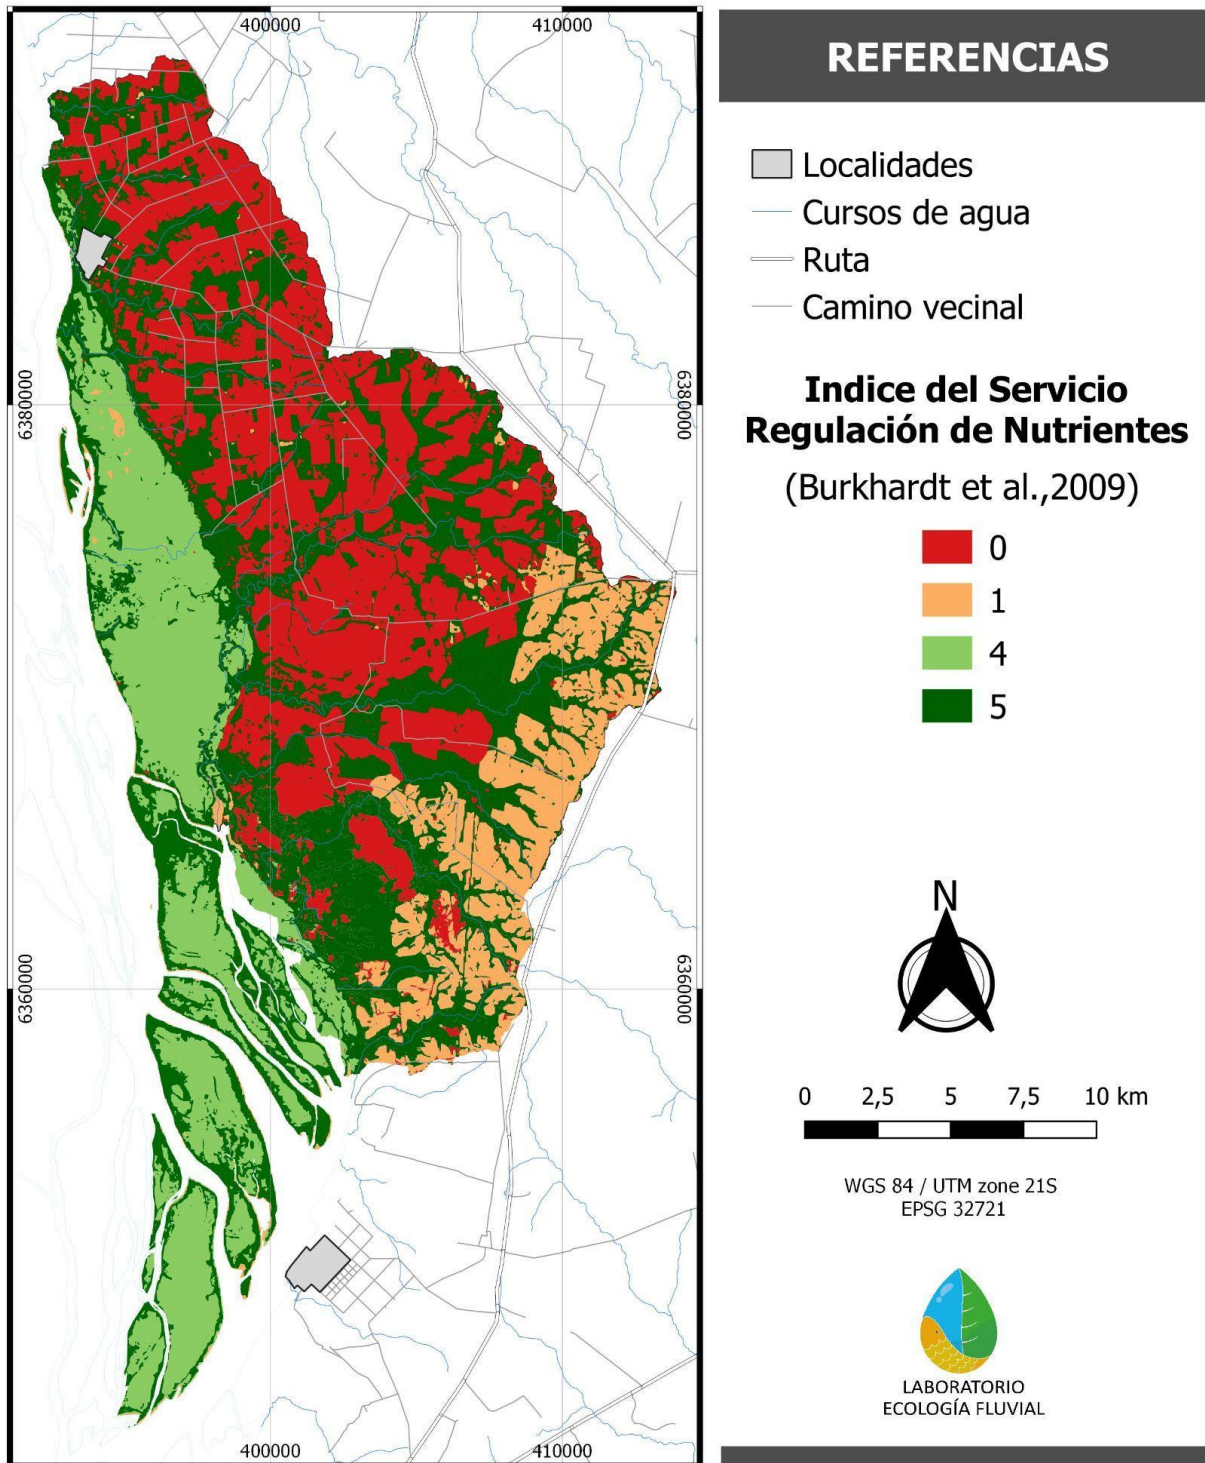 400000
410000
6380000
6380000
6360000
6360000
400000
410000
REFERENCIAS
Localidades
Cursos de agua
Ruta
Camino vecinal
Indice del Servicio
Regulación de Nutrientes
(Burkhardt et al.,2009)
0
1
4
5
N
0 2,5 5 7,5 10 km
WGS 84 / UTM zone 21S
EPSG 32721
LABORATORIO
ECOLOGÍA FLUVIAL